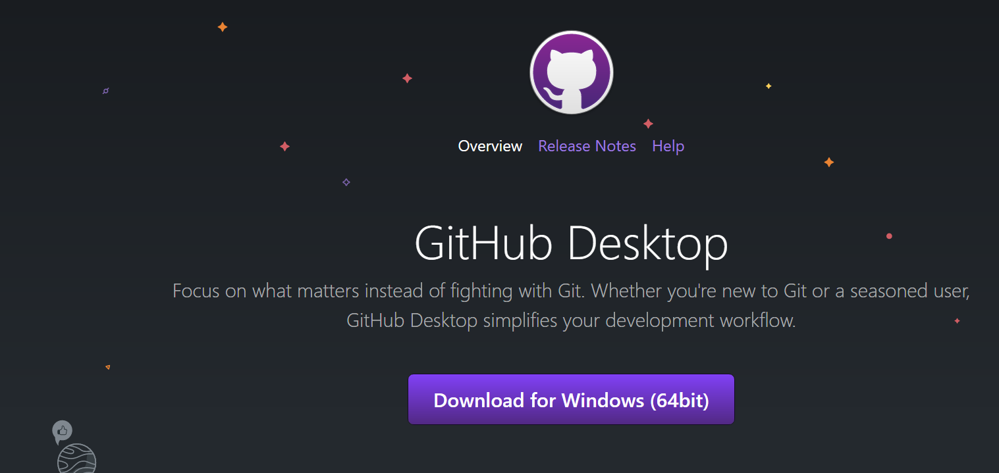 Overview Release Notes Help
GitHub Desktop
Focus on what matters instead of fighting with Git. Whether you're new to Git or a seasoned user,
GitHub Desktop simplifies your development workflow.
Download for Windows (64bit)